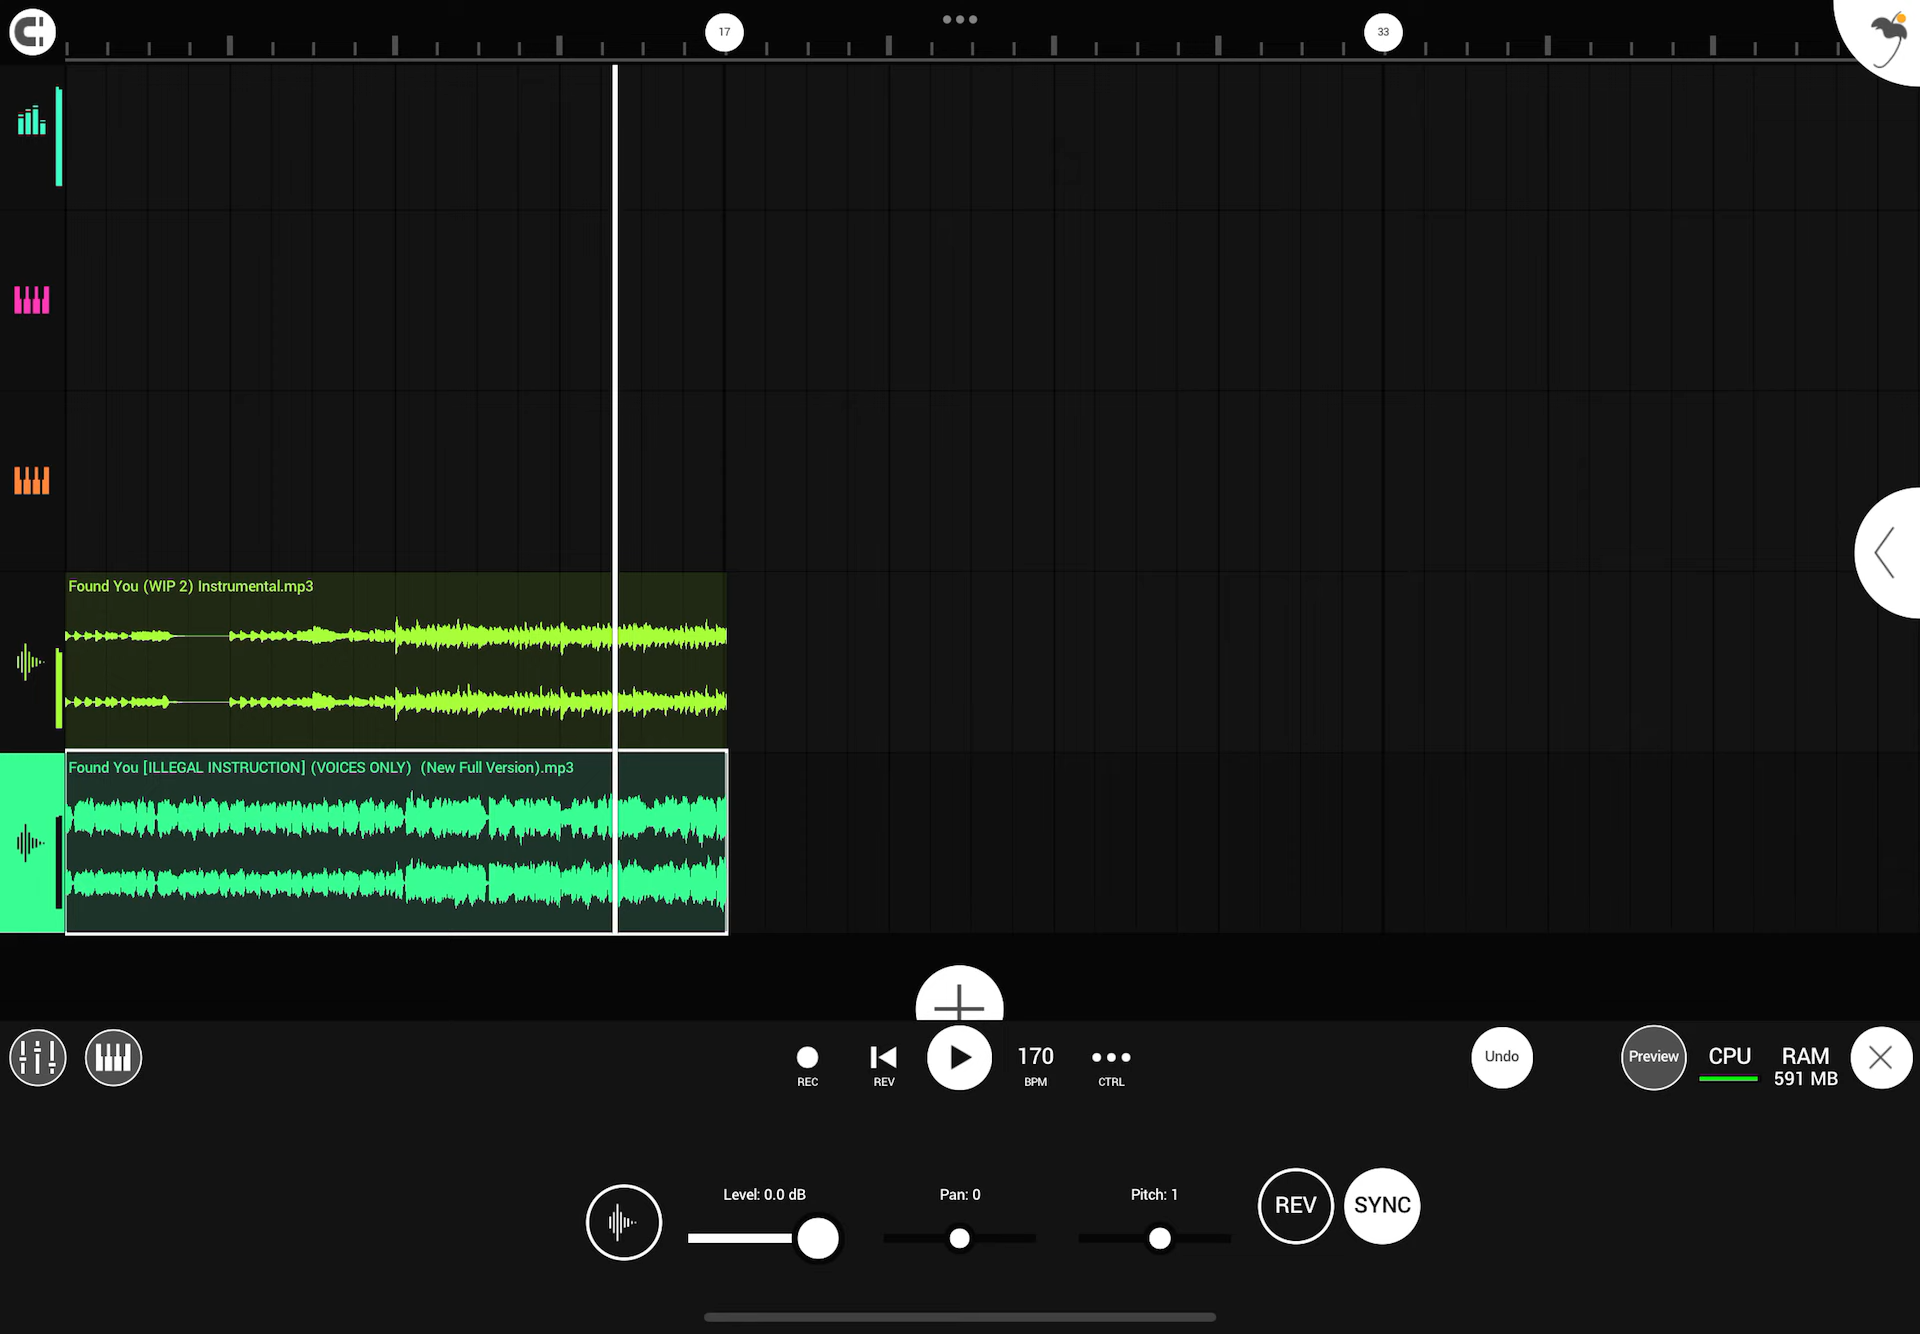 17
33
Found You (WIP 2) Instrumental.mp3
Found You [ILLEGAL INSTRUCTION] (VOICES ONLY)  (New Full Version).mp3
REC
REV
170
BPM
CTRL
Undo
Preview
CPU
RAM
591 MB
Level: 0.0 dB
Pan: 0
Pitch: 1
REV
SYNC